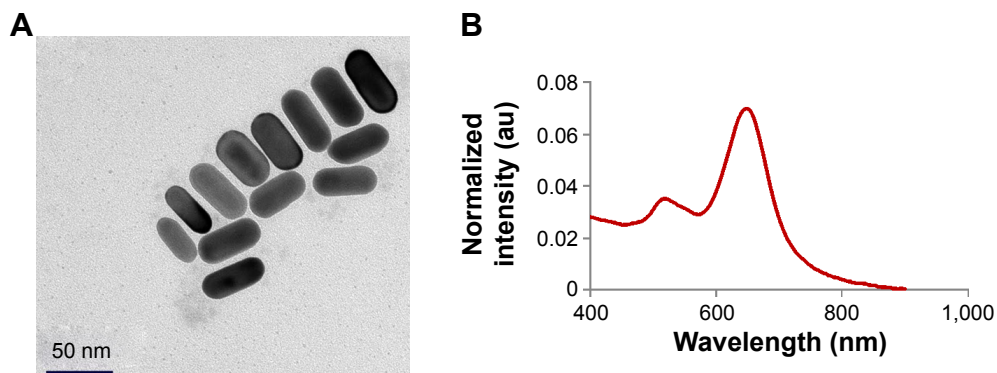 A
50 nm
B
Normalized
intensity (au)
0.08
0.06
0.04
0.02
0
400
600
800
1,000
Wavelength (nm)